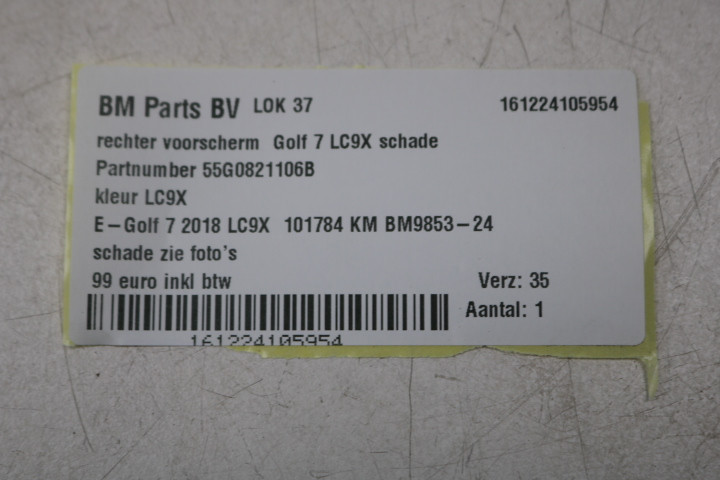 BM Parts BV LOK 37 161224105954
rechter voorscherm Golf 7 LC9X schade
Partnumber 55G0821106B
kleur LC9X
E-Golf 7 2018 LC9X 101784 KM BM9853-24
schade zie foto's
99 euro inkl btw Verz: 35
Aantal: 1
161224105954